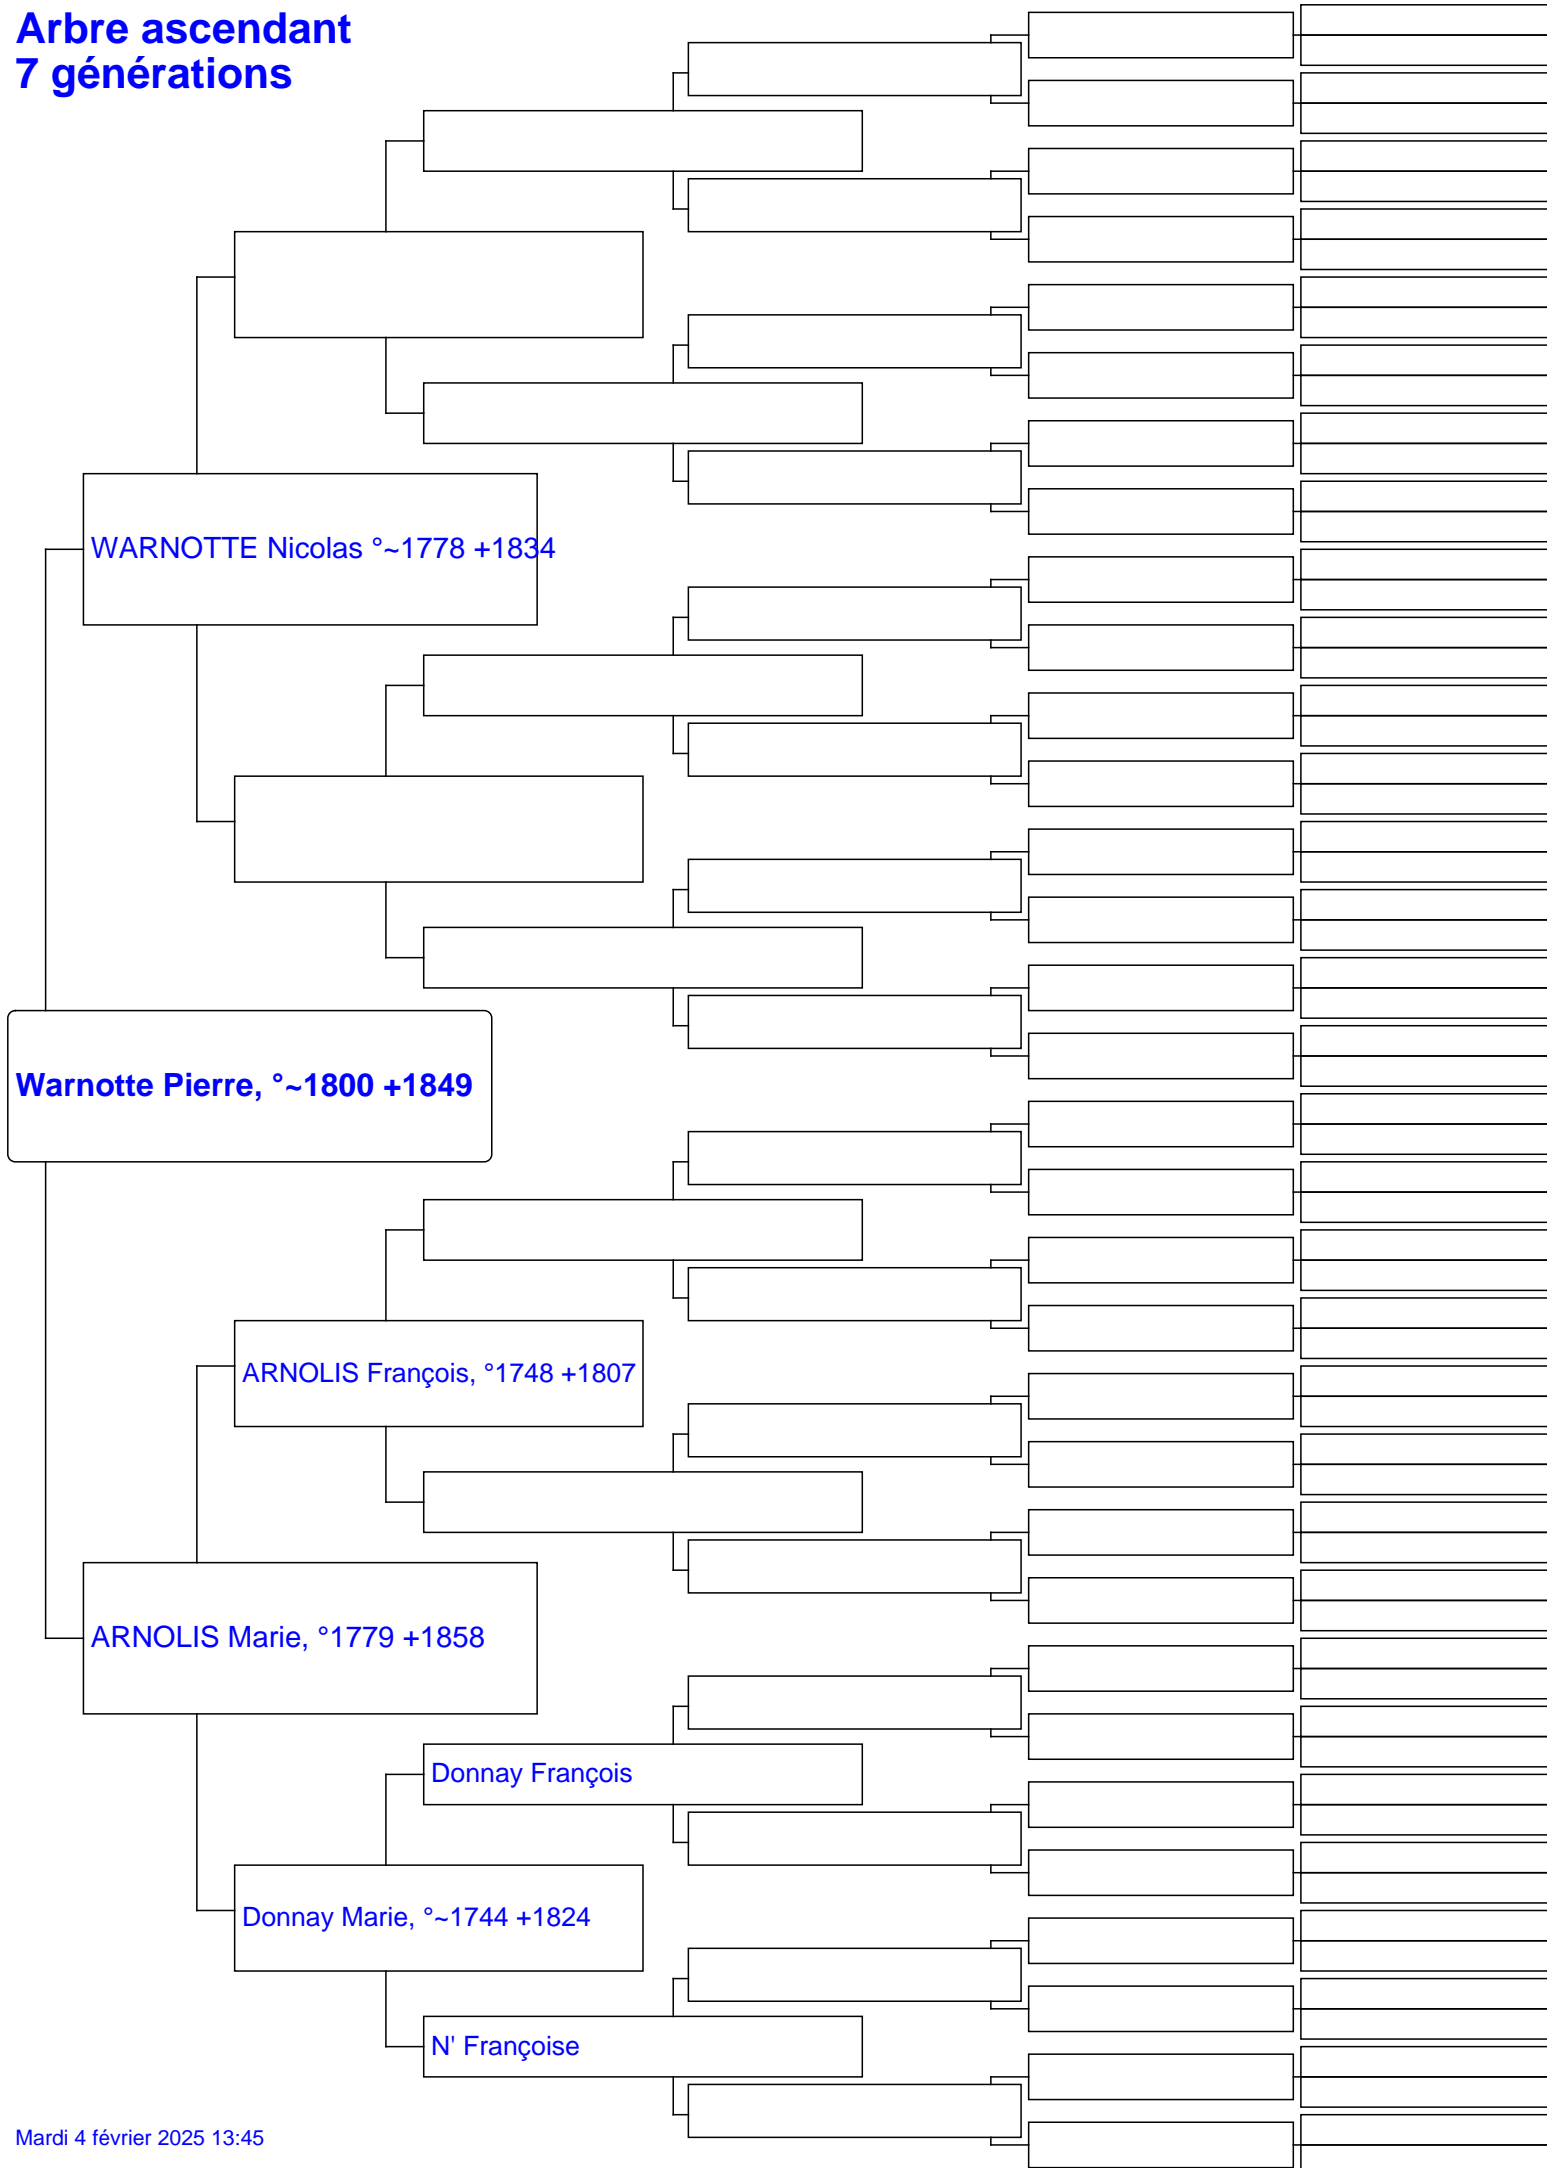 Arbre ascendant
7 générations
WARNOTTE Nicolas °~1778 +1834
Warnotte Pierre, °~1800 +1849
ARNOLIS François, °1748 +1807
ARNOLIS Marie, °1779 +1858
Donnay François
Donnay Marie, °~1744 +1824
N' Françoise
Mardi 4 février 2025 13:45